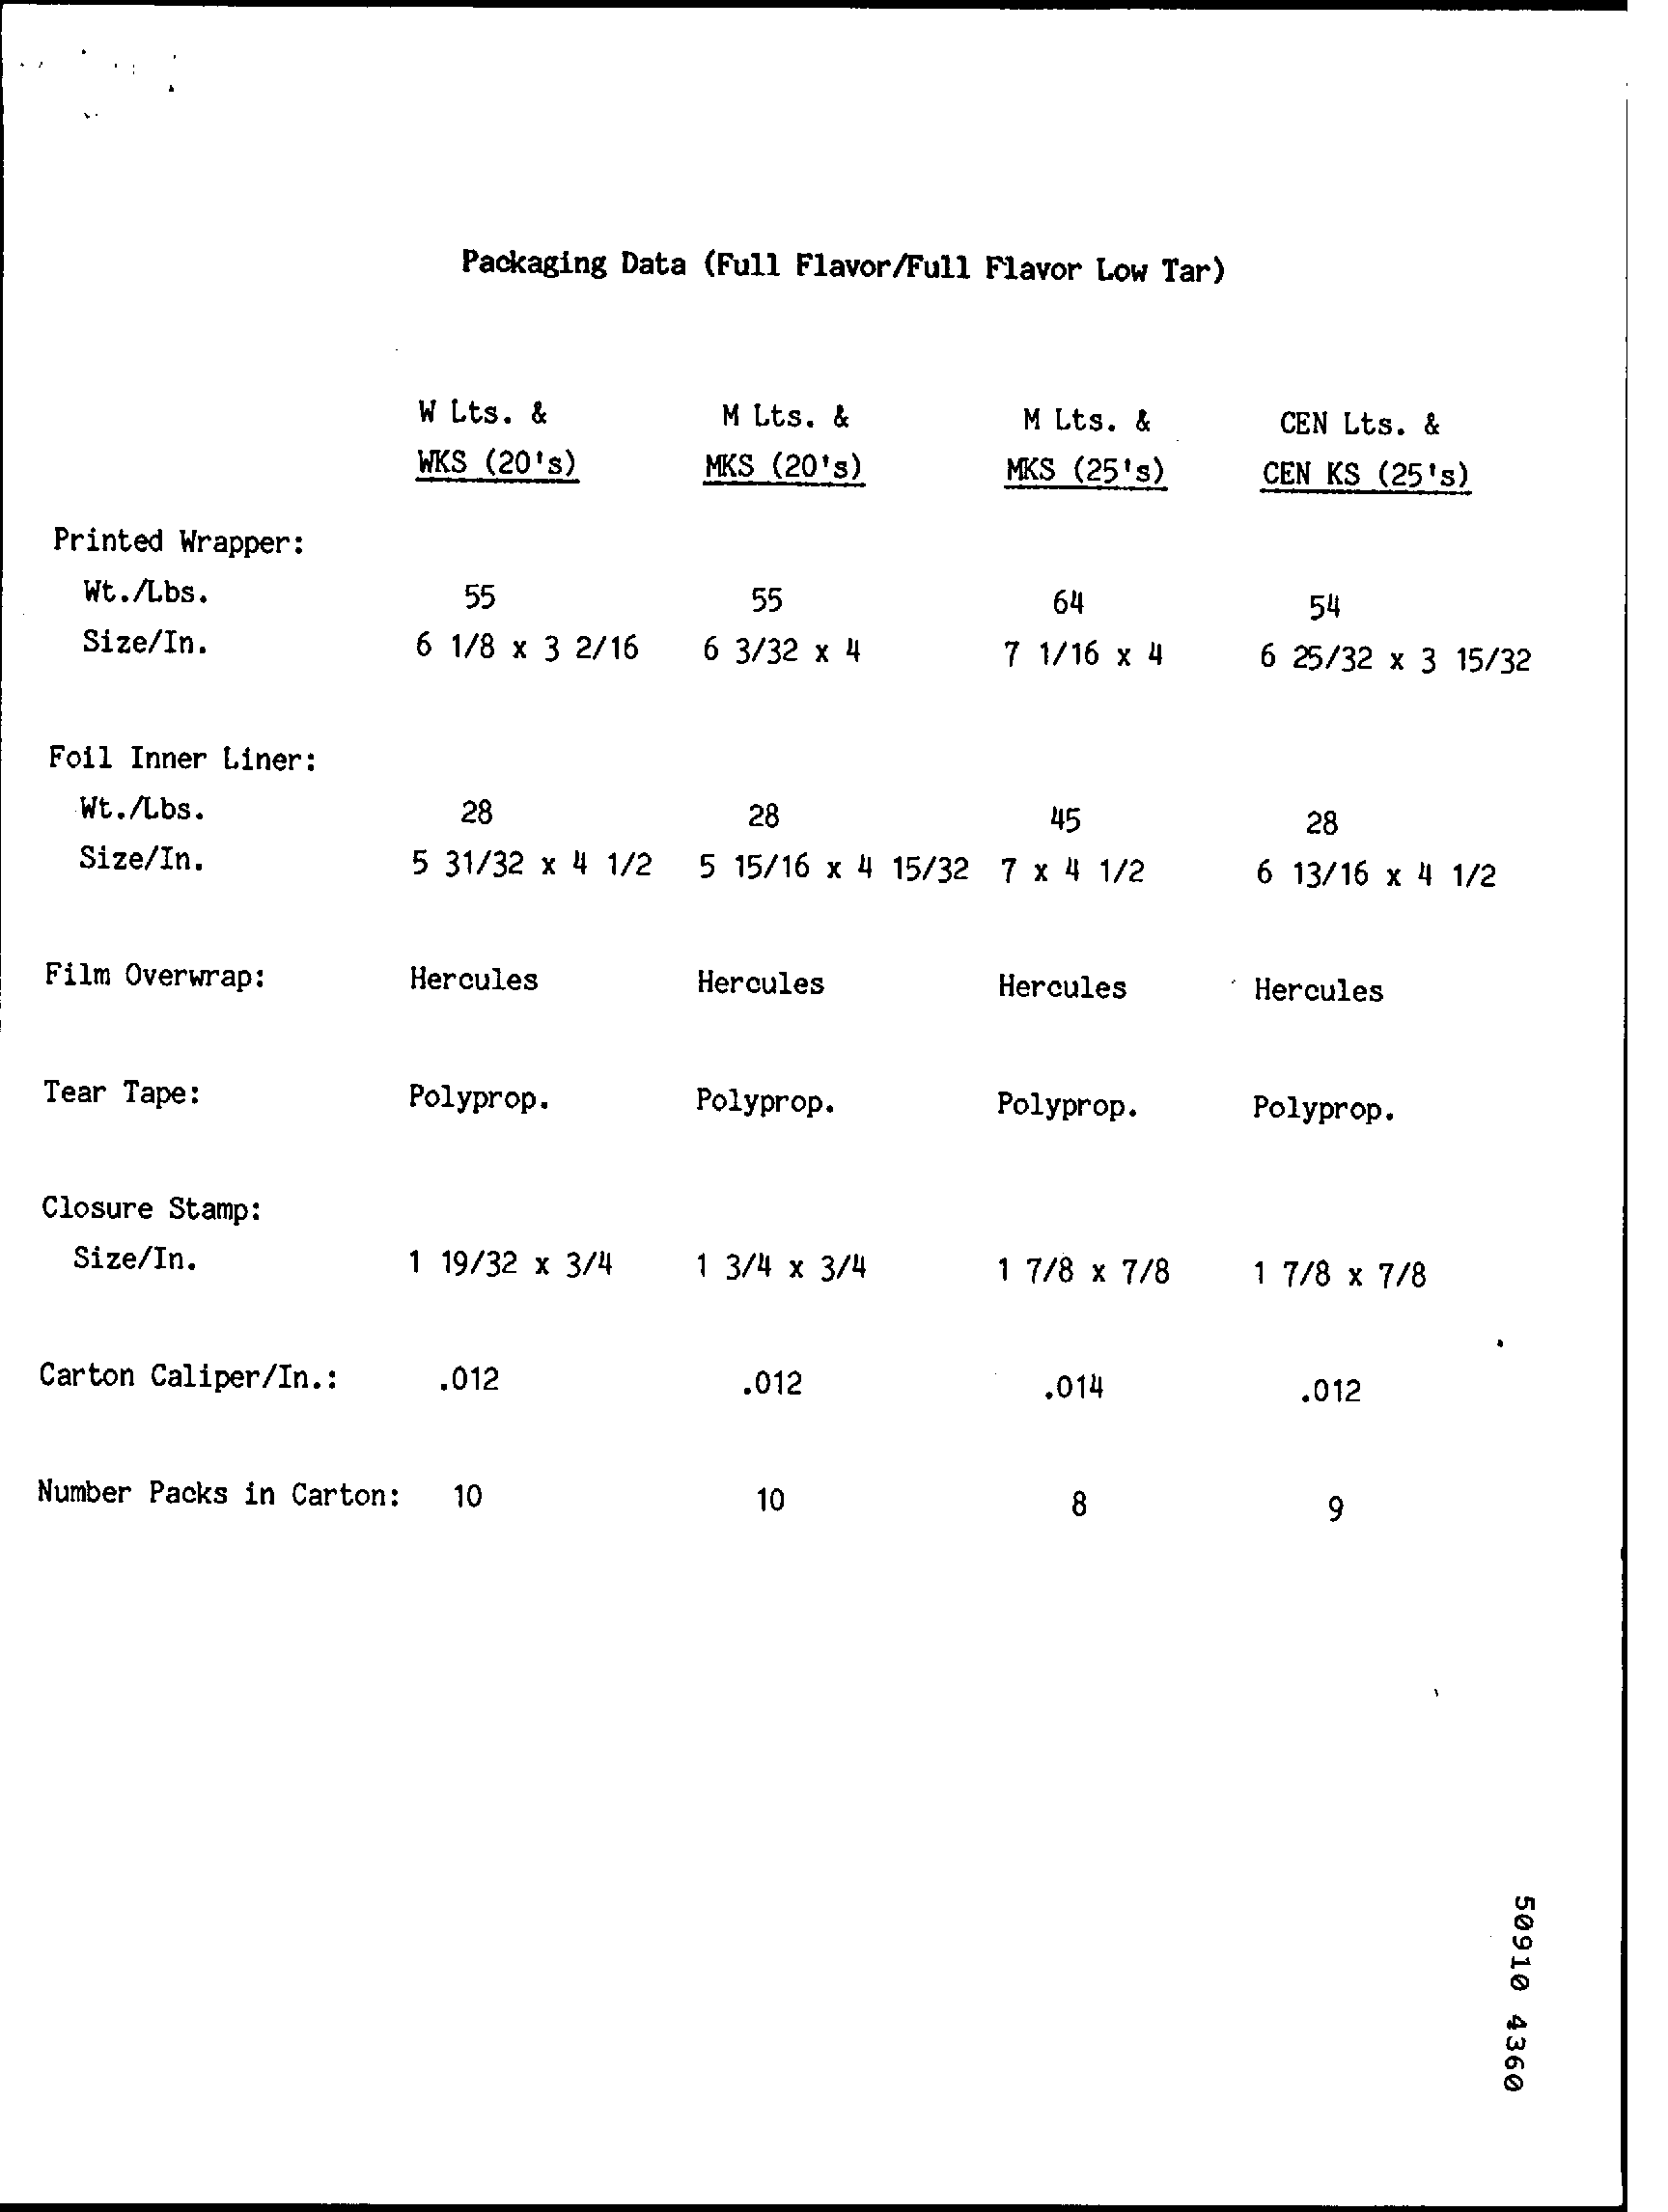 Packaging Data (Full Flavor/Full Flavor Low Tar)
W Lts. & M Lts. & M Lts. & CEN Lts. &
WKS (20's) MKS (20's) MKS (25's) CEN KS (25's)
Printed Wrapper:
Wt./Lbs. 55 55 64 54
Size/In. 6 1/8 x 3 2/16 6 3/32 x 4 7 1/16 x 4 6 25/32 x 3 15/32
Foil Inner Liner:
Wt./Lbs. 28 28 45 28
Size/In. 5 31/32 x 4 1/2 5 15/16 x 4 15/32 7 x 4 1/2 6 13/16 x 4 1/2
Film Overwrap: Hercules Hercules Hercules Hercules
Tear Tape: Polyprop. Polyprop. Polyprop. Polyprop.
Closure Stamp:
Size/In. 1 19/32 x 3/4 1 3/4 x 3/4 1 7/8 x 7/8 1 7/8 x 7/8
Carton Caliper/In.: .012 .012 .014 .012
Number Packs in Carton: 10 10 8 9
50910 4360